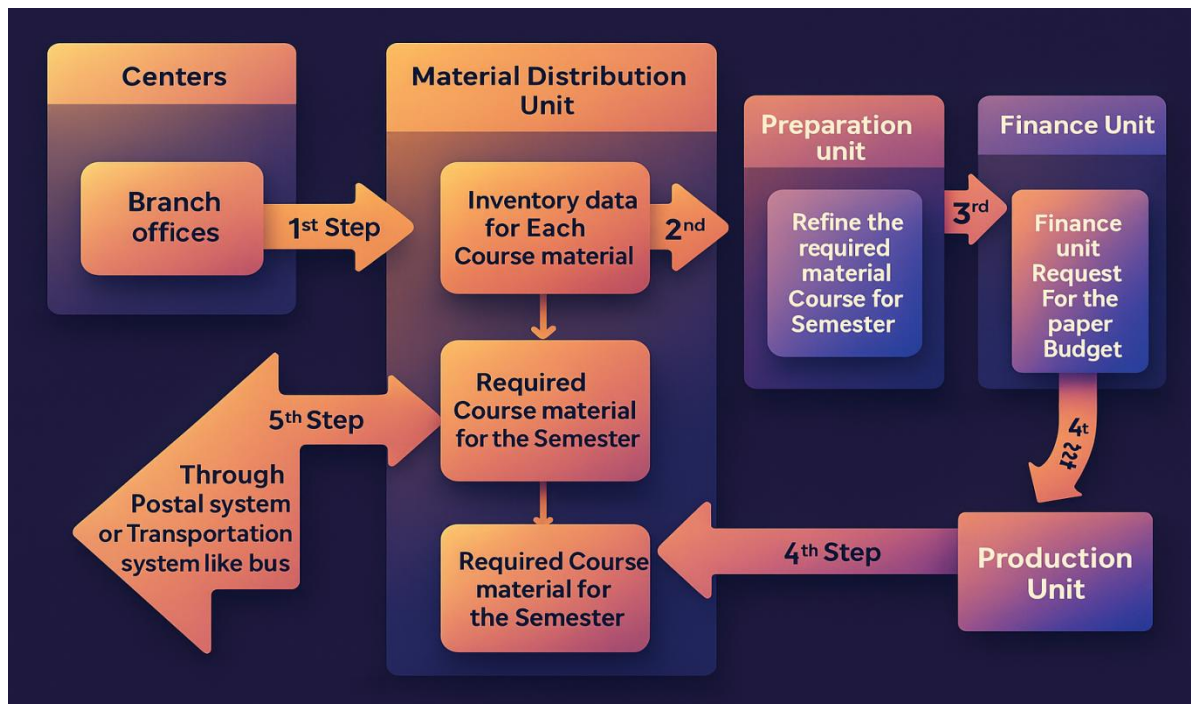 Centers
Branch
offices
1st Step
Material Distribution
Unit
Inventory data
for Each
Course material
2nd
Preparation
unit
Refine the
required
material
Course for
Semester
3rd
Finance Unit
Finance
unit
Request
For the
paper
Budget
4t
Production
Unit
4th Step
Required
Course material
for the Semester
5th Step
Through
Postal system
or Transportation
system like bus
Required Course
material for
the Semester